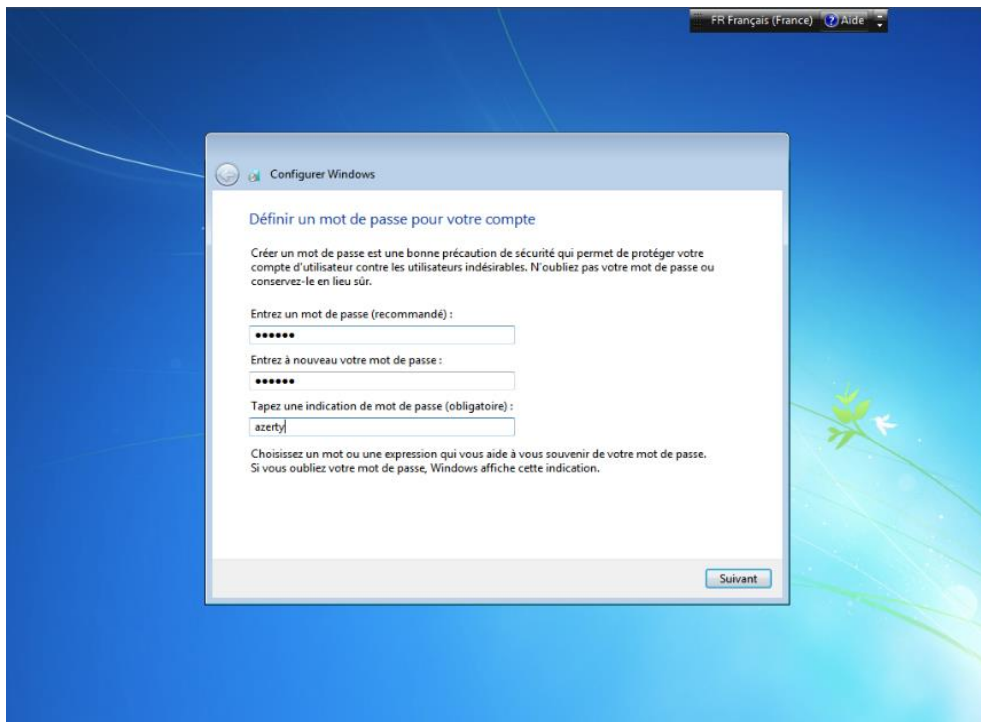 FR Français (France) Aide
Configurer Windows
Définir un mot de passe pour votre compte
Créer un mot de passe est une bonne précaution de sécurité qui permet de protéger votre
compte d'utilisateur contre les utilisateurs indésirables. N'oubliez pas votre mot de passe ou
conservez-le en lieu sûr.
Entrez un mot de passe (recommandé) :
••••••
Entrez à nouveau votre mot de passe :
••••••
Tapez une indication de mot de passe (obligatoire) :
azerty
Choisissez un mot ou une expression qui vous aide à vous souvenir de votre mot de passe.
Si vous oubliez votre mot de passe, Windows affiche cette indication.
Suivant